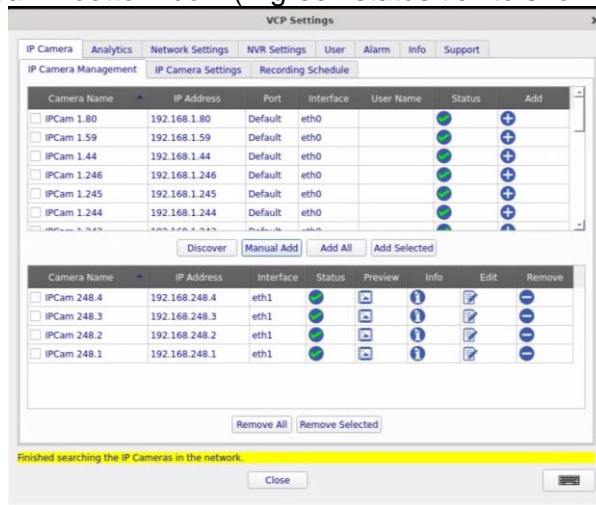 VCP Settings
IP Camera Analytics Network Settings NVR Settings User Alarm Info Support
IP Camera Management IP Camera Settings Recording Schedule
Camera Name IP Address Port Interface User Name Status Add
IPCam 1.80 192.168.1.80 Default eth0
IPCam 1.59 192.168.1.59 Default eth0
IPCam 1.44 192.168.1.44 Default eth0
IPCam 1.246 192.168.1.246 Default eth0
IPCam 1.245 192.168.1.245 Default eth0
IPCam 1.244 192.168.1.244 Default eth0
Discover Manual Add Add All Add Selected
Camera Name IP Address Interface Status Preview Info Edit Remove
IPCam 248.4 192.168.248.4 eth1
IPCam 248.3 192.168.248.3 eth1
IPCam 248.2 192.168.248.2 eth1
IPCam 248.1 192.168.248.1 eth1
Remove All Remove Selected
Finished searching the IP Cameras in the network.
Close